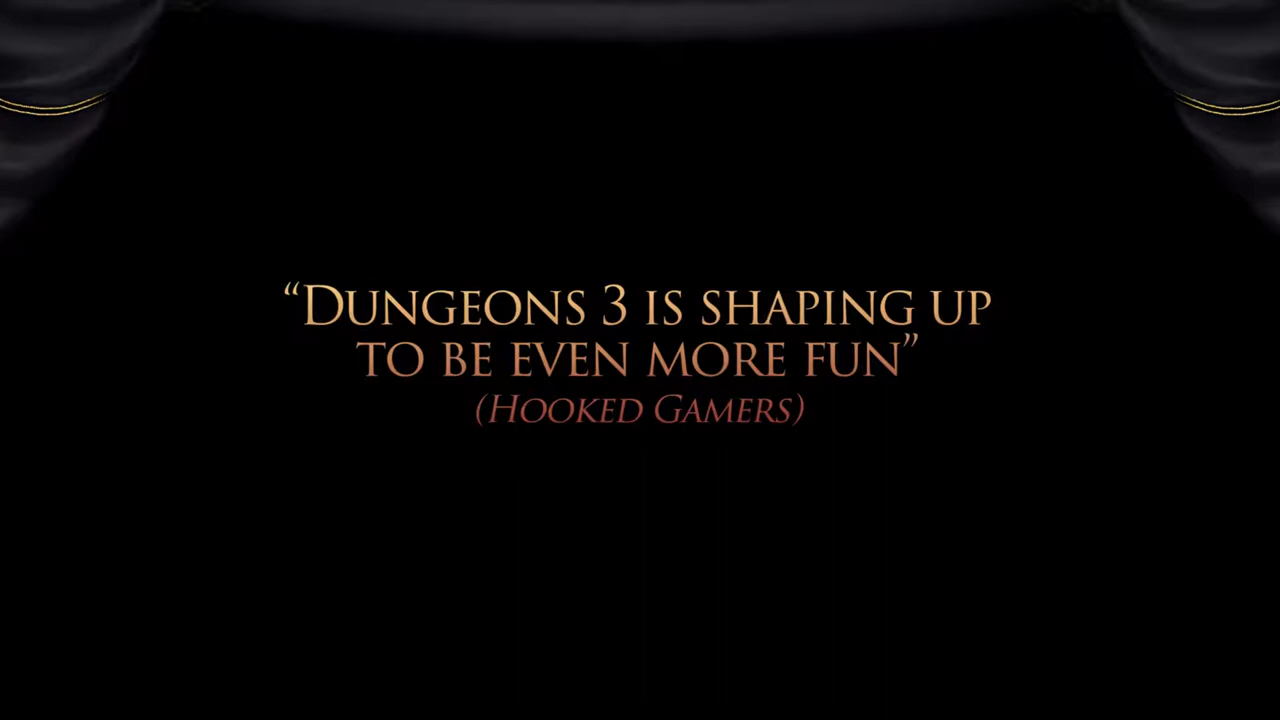 “Dungeons 3 is shaping up
to be even more fun”
(Hooked Gamers)